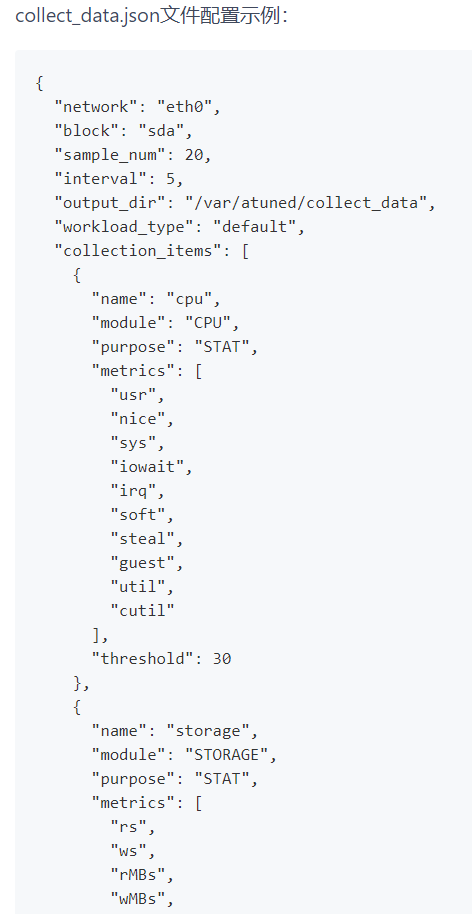 collect_data.json文件配置示例：
{
  "network": "eth0",
  "block": "sda",
  "sample_num": 20,
  "interval": 5,
  "output_dir": "/var/atuned/collect_data",
  "workload_type": "default",
  "collection_items": [
    {
      "name": "cpu",
      "module": "CPU",
      "purpose": "STAT",
      "metrics": [
        "usr",
        "nice",
        "sys",
        "iowait",
        "irq",
        "soft",
        "steal",
        "guest",
        "util",
        "cutil"
      ],
      "threshold": 30
    },
    {
      "name": "storage",
      "module": "STORAGE",
      "purpose": "STAT",
      "metrics": [
        "rs",
        "ws",
        "rMBs",
        "wMBs",